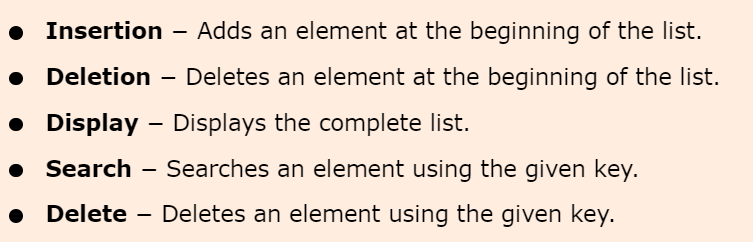 ● Insertion − Adds an element at the beginning of the list.
● Deletion − Deletes an element at the beginning of the list.
● Display − Displays the complete list.
● Search − Searches an element using the given key.
● Delete − Deletes an element using the given key.